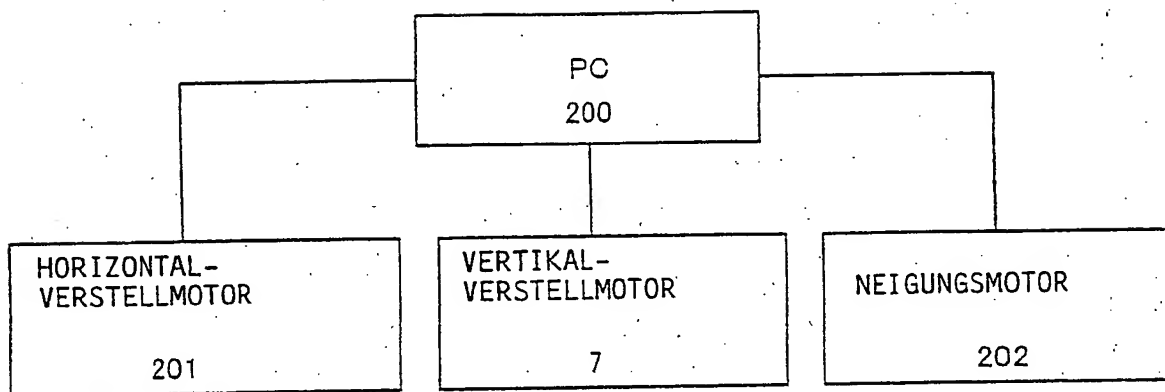 PC
200
HORIZONTAL-
VERSTELLMOTOR
201
VERTIKAL-
VERSTELLMOTOR
7
NEIGUNGSMOTOR
202